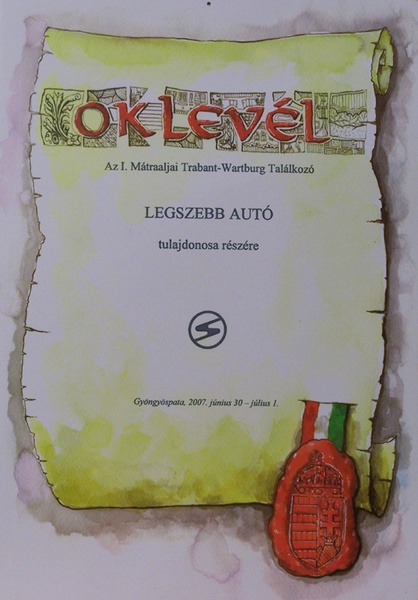 OKLEVÉL
Az I. Mátraaljai Trabant-Wartburg Találkozó
LEGSZEBB AUTÓ
tulajdonosa részére
Gyöngyöspata, 2007. június 30 – július 1.